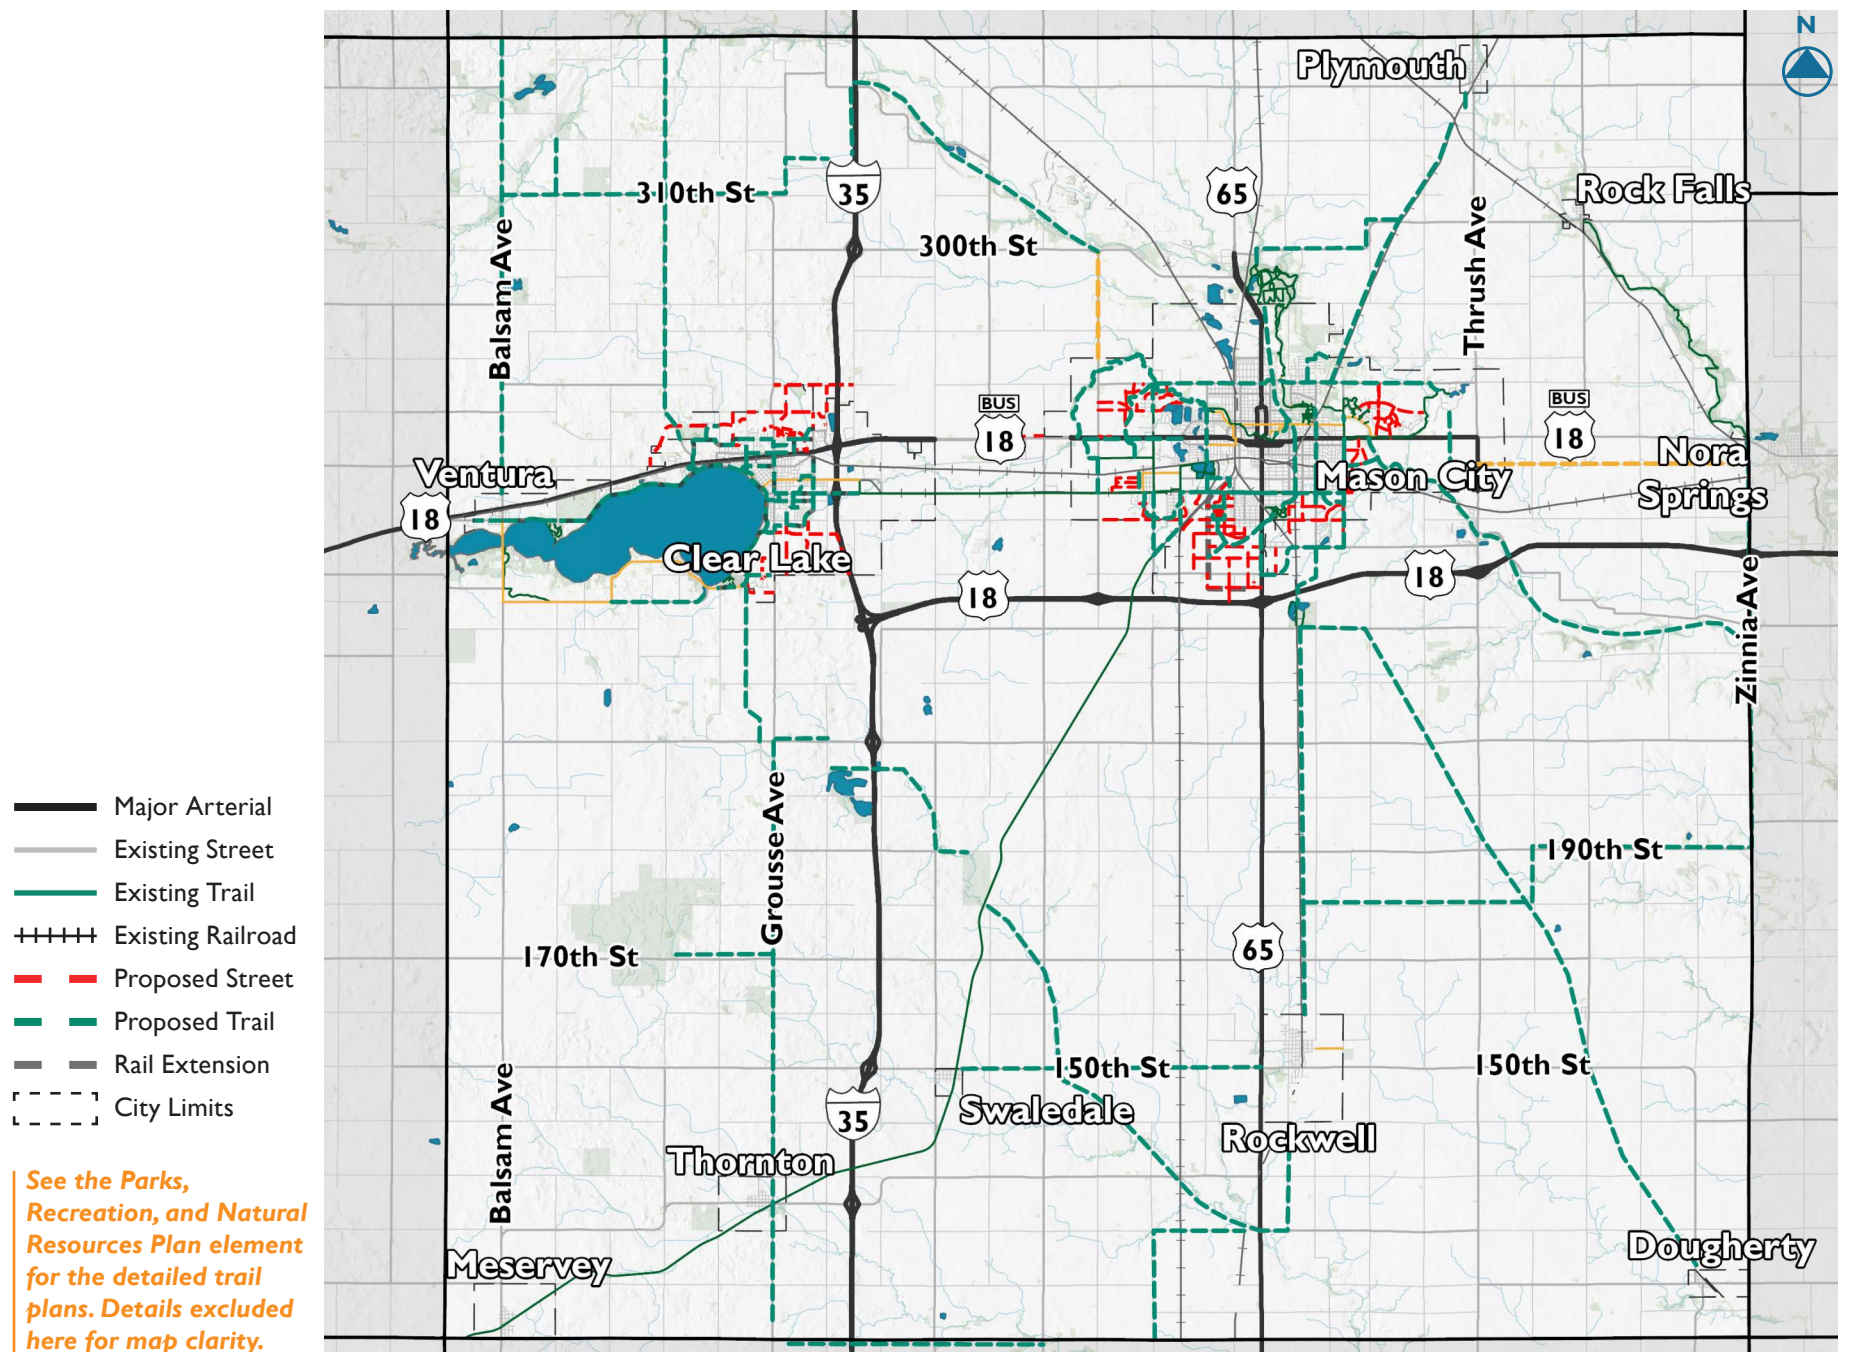 N
Plymouth
Rock Falls
65
35
310th St
300th St
Balsam Ave
Thrush Ave
BUS
18
BUS
18
Nora
Springs
Ventura
18
Mason City
Clear Lake
18
18
Zinnia Ave
Grousse Ave
190th St
170th St
65
150th St
150th St
Swaledale
35
Rockwell
Balsam Ave
Thornton
Meservey
Dougherty
Major Arterial
Existing Street
Existing Trail
Existing Railroad
Proposed Street
Proposed Trail
Rail Extension
City Limits
See the Parks,
Recreation, and Natural
Resources Plan element
for the detailed trail
plans. Details excluded
here for map clarity.